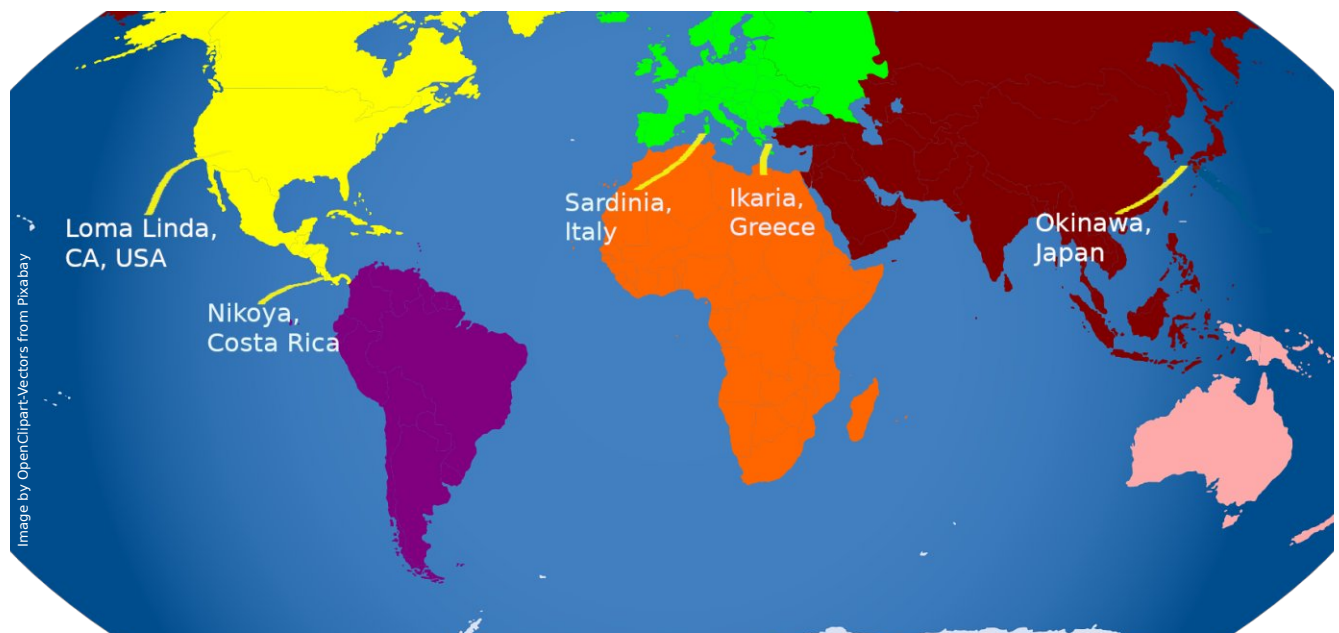 Loma Linda,
CA, USA
Nikoya,
Costa Rica
Sardinia,
Italy
Ikaria,
Greece
Okinawa,
Japan
Image by OpenClipart-Vectors from Pixabay